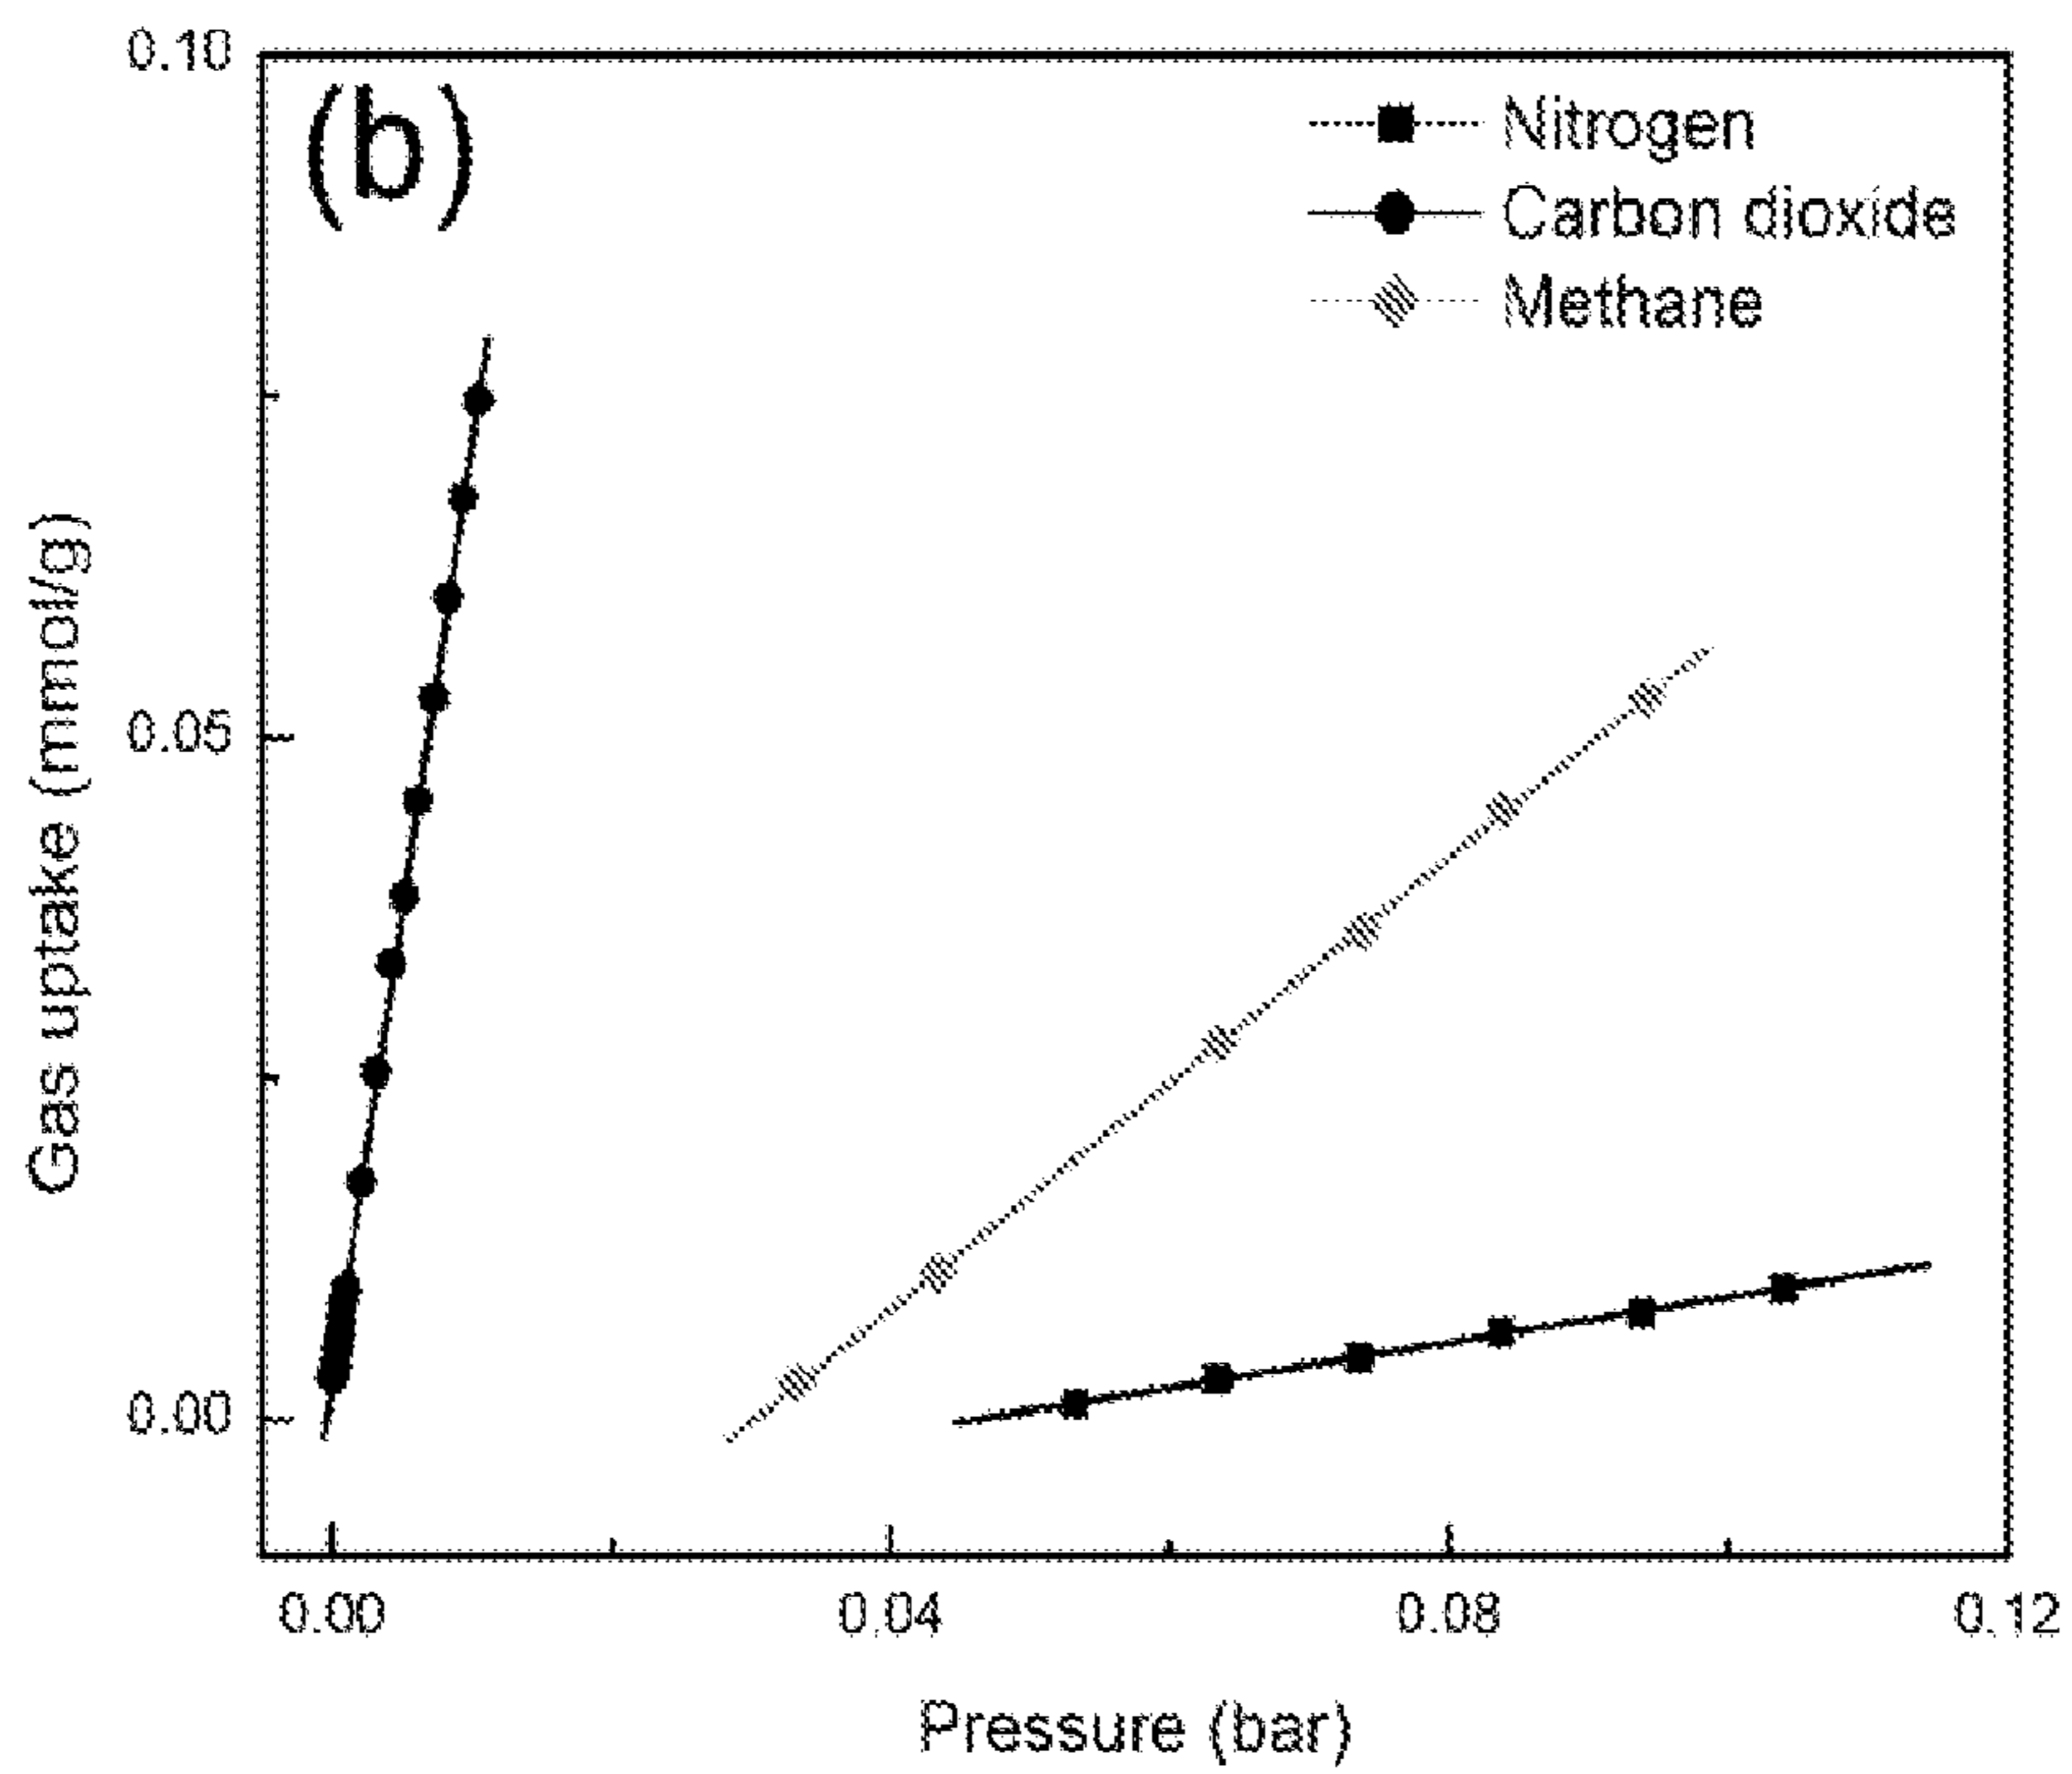 0.10
(b)
Nitrogen
Carbon dioxide
Methane
Gas uptake (mmol/g)
0.05
0.00
0.00 0.04 0.08 0.12
Pressure (bar)